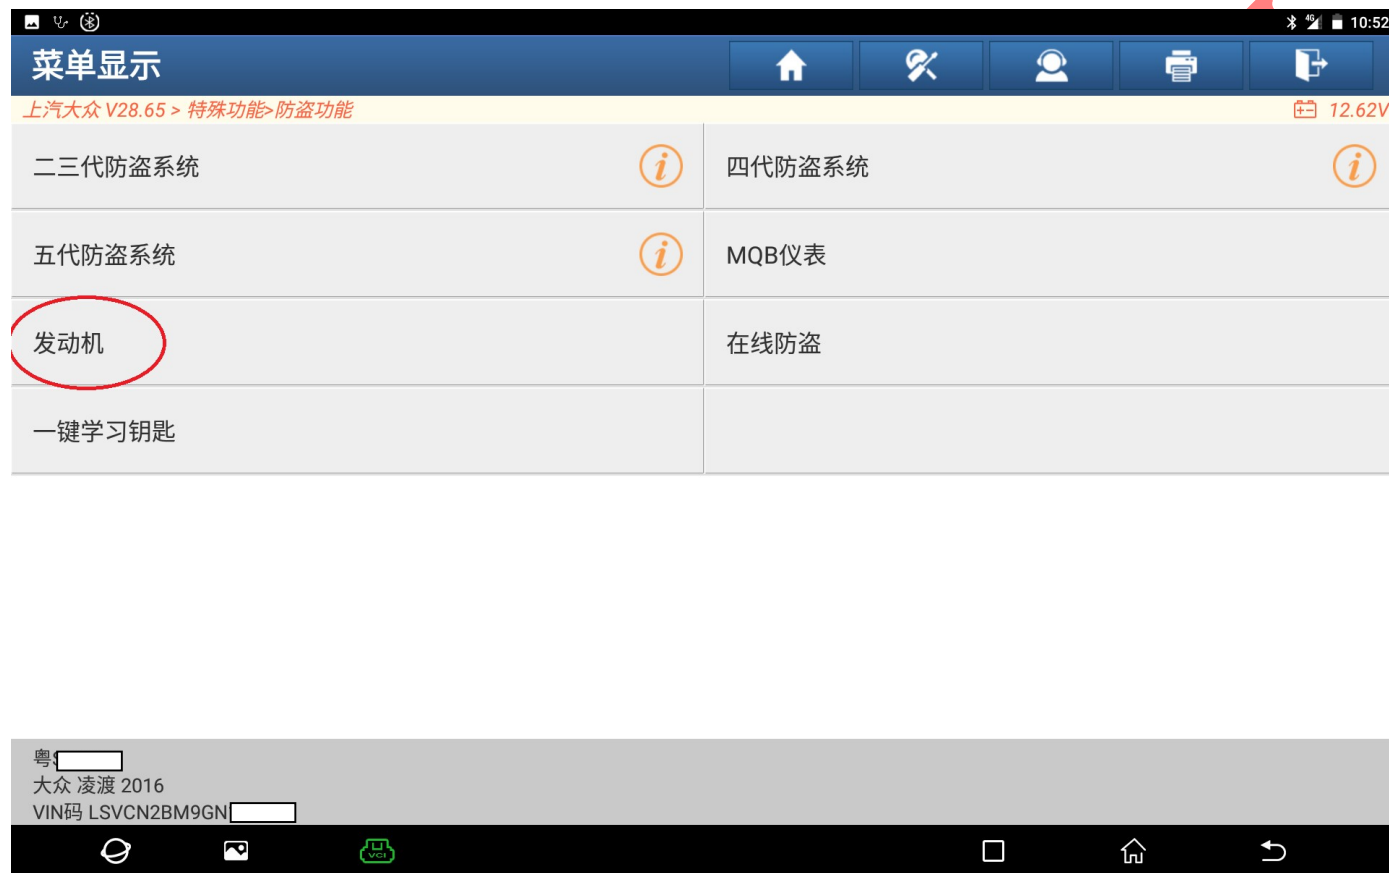 4G 10:52
菜单显示
上汽大众 V28.65 > 特殊功能>防盗功能 12.62V
二三代防盗系统 i 四代防盗系统 i
五代防盗系统 i MQB仪表
发动机 在线防盗
一键学习钥匙
粤
大众 凌渡 2016
VIN码 LSVCN2BM9GN
VCI